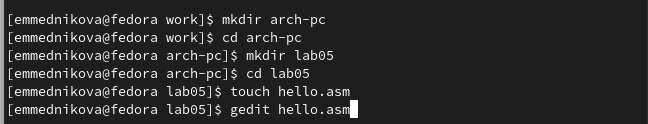 [emmednikova@fedora work]$ mkdir arch-pc
[emmednikova@fedora work]$ cd arch-pc
[emmednikova@fedora arch-pc]$ mkdir lab05
[emmednikova@fedora arch-pc]$ cd lab05
[emmednikova@fedora lab05]$ touch hello.asm
[emmednikova@fedora lab05]$ gedit hello.asm